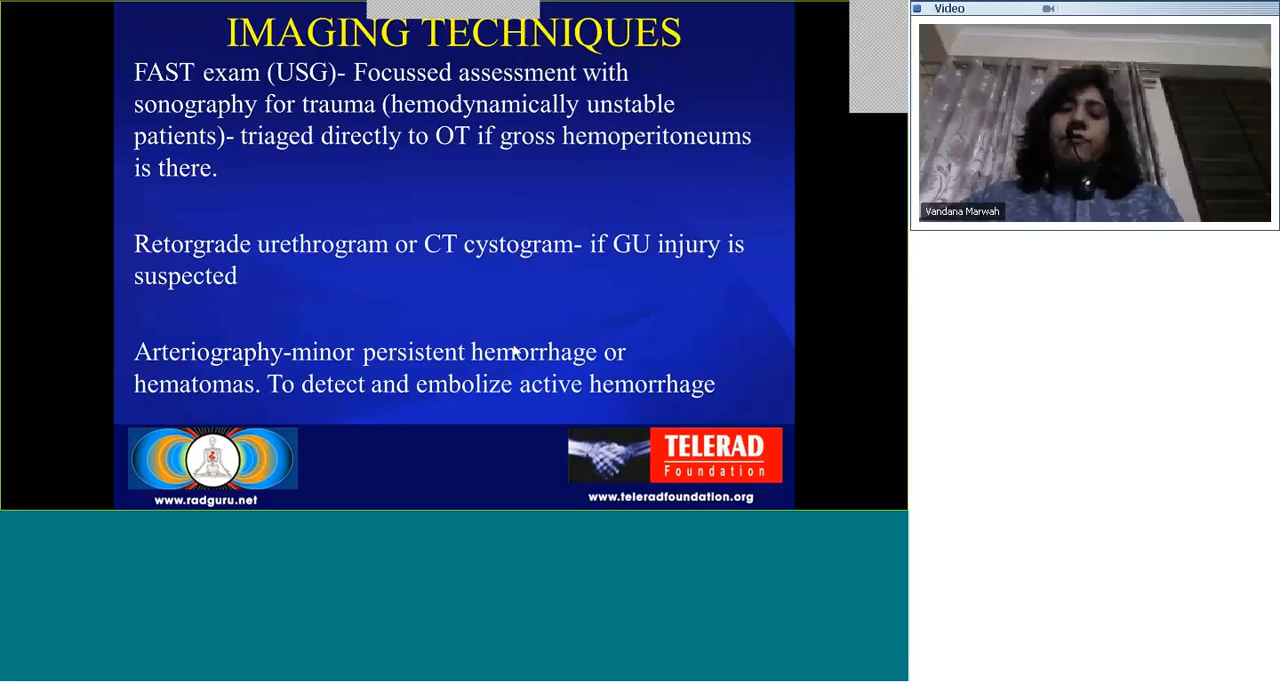 IMAGING TECHNIQUES
FAST exam (USG)- Focussed assessment with
sonography for trauma (hemodynamically unstable
patients)- triaged directly to OT if gross hemoperitoneums
is there.
Retorgrade urethrogram or CT cystogram- if GU injury is
suspected
Arteriography-minor persistent hemorrhage or
hematomas. To detect and embolize active hemorrhage
www.radguru.net
TELERAD
Foundation
www.teleradfoundation.org
Video
Vandana Marwah